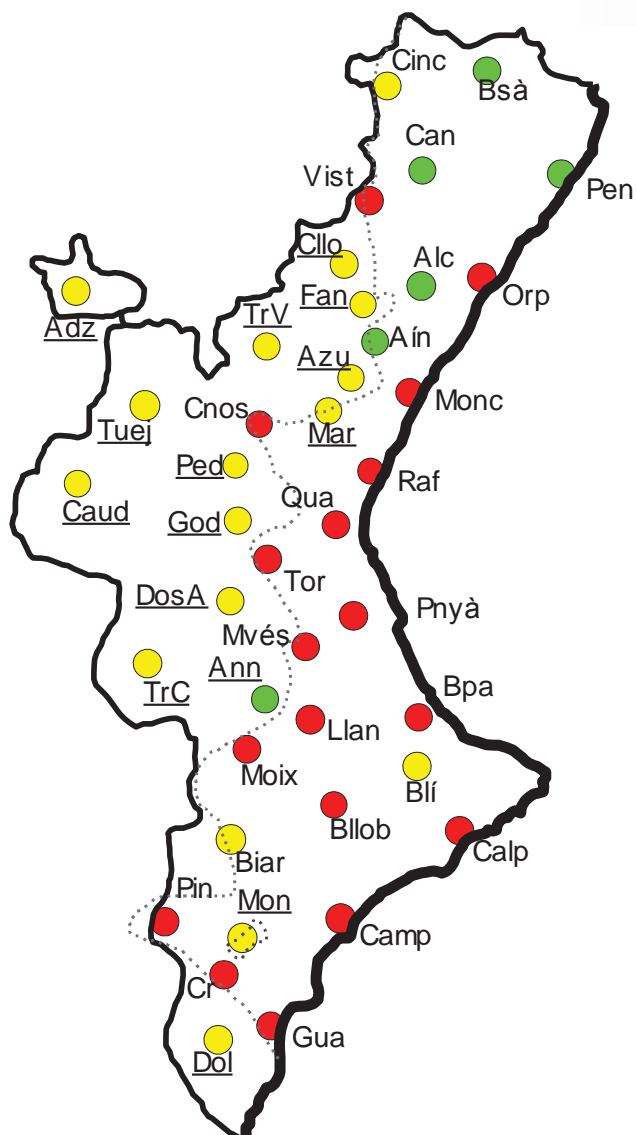 Cinc
Bsà
Can
Vist
Pen
Cllo
Alc
Fan
Orp
Adz
TrV
Aín
Azu
Monc
Cnos
Mar
Tuej
Ped
Raf
Qua
Caud
God
Tor
DosA
Pnyà
Mvés
Ann
TrC
Bpa
Llan
Moix
Blí
Bllob
Calp
Biar
Pin
Mon
Camp
Cr
Gua
Dol